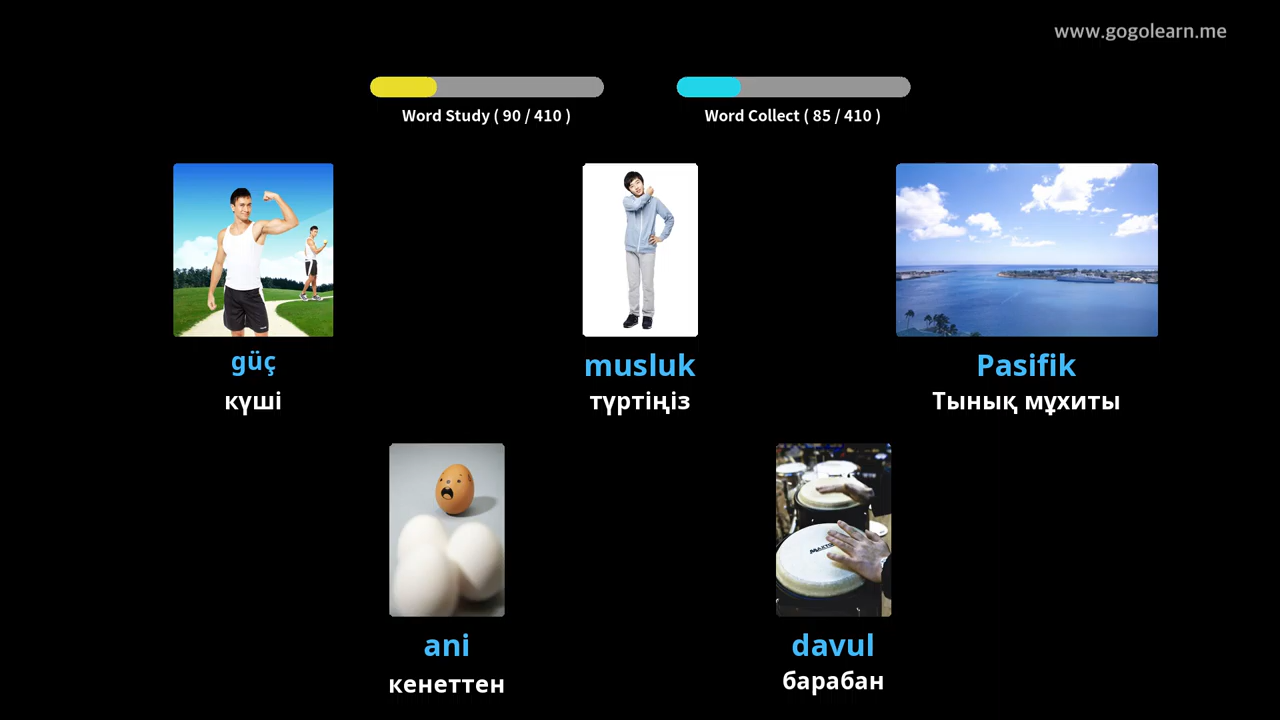 www.gogolearn.me
Word Study ( 90 / 410 )
Word Collect ( 85 / 410 )
güç
күші
musluk
түртіңіз
Pasifik
Тынық мұхиты
ani
кенеттен
davul
барабан